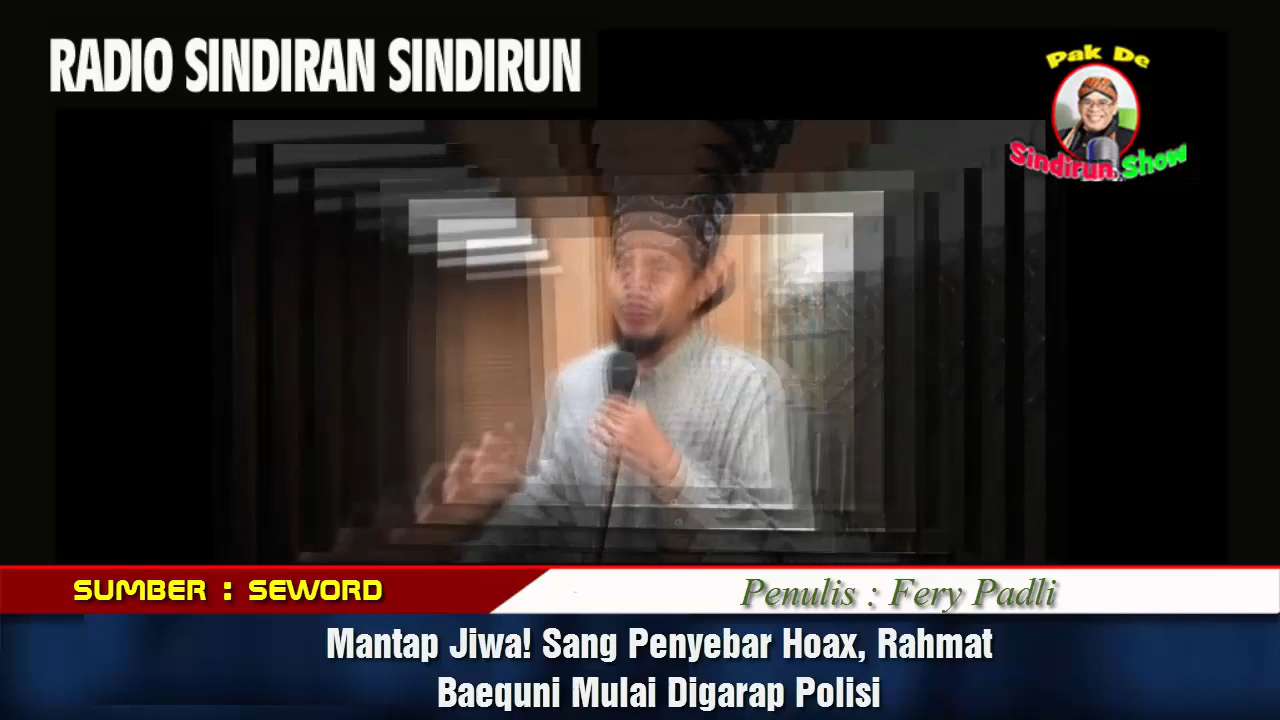 RADIO SINDIRAN SINDIRUN
Pak De
Sindirun Show
SUMBER : SEWORD
Penulis : Fery Padli
Mantap Jiwa! Sang Penyebar Hoax, Rahmat
Baequni Mulai Digarap Polisi